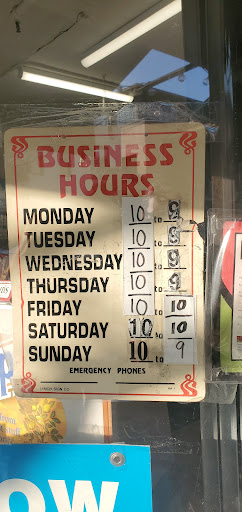 BUSINESS
HOURS
MONDAY 10 to 9
TUESDAY 10 to 9
WEDNESDAY 10 to 9
THURSDAY 10 to 9
FRIDAY 10 to 10
SATURDAY 10 to 10
SUNDAY 10 to 9
EMERGENCY PHONES
OW